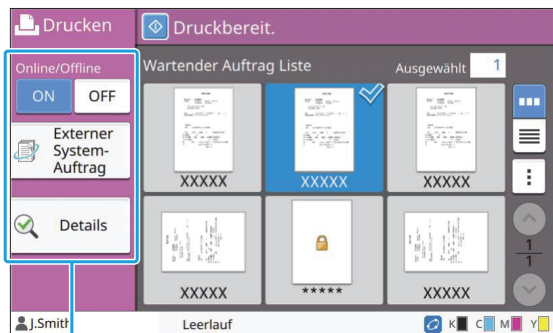 Drucken
Druckbereit.
Online/Offline
Wartender Auftrag Liste
Ausgewählt 1
ON OFF
Externer
System-
Auftrag
XXXXX XXXXX XXXXX
Details
1
1
XXXXX ***** XXXXX
J.Smith
Leerlauf
K C M Y